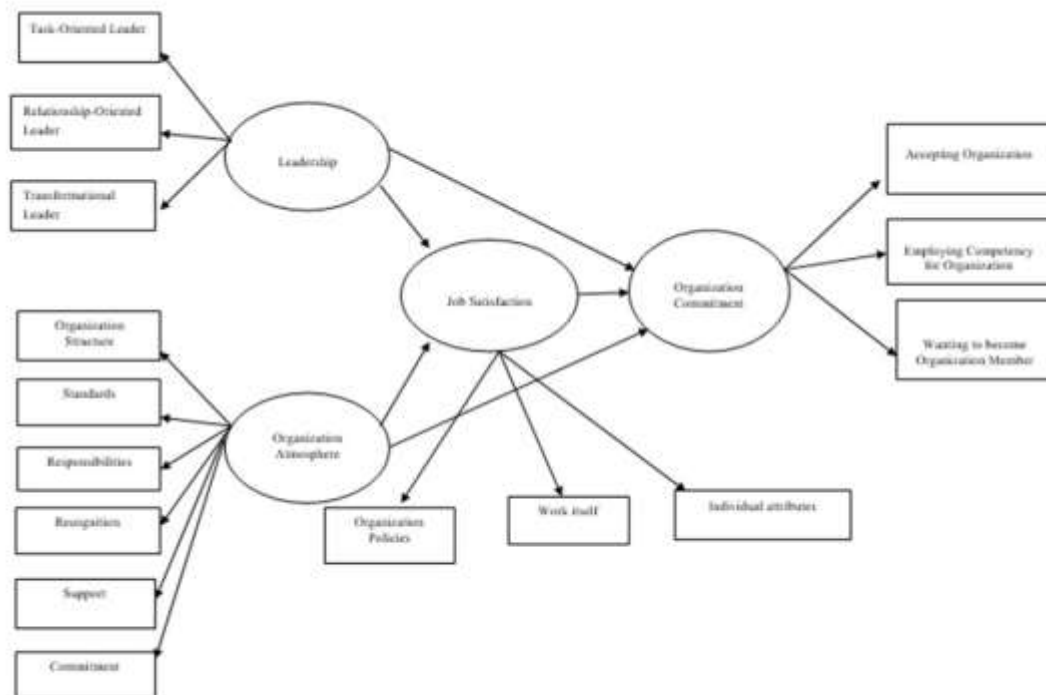 Task-Oriented Leader
Relationship-Oriented
Leader
Transformational
Leader
Leadership
Job Satisfaction
Organization
Commitment
Accepting Organization
Employing Competency
for Organization
Wanting to become
Organization Member
Organization
Structure
Standards
Responsibilities
Recognition
Support
Commitment
Organization
Atmosphere
Organization
Policies
Work itself
Individual attributes